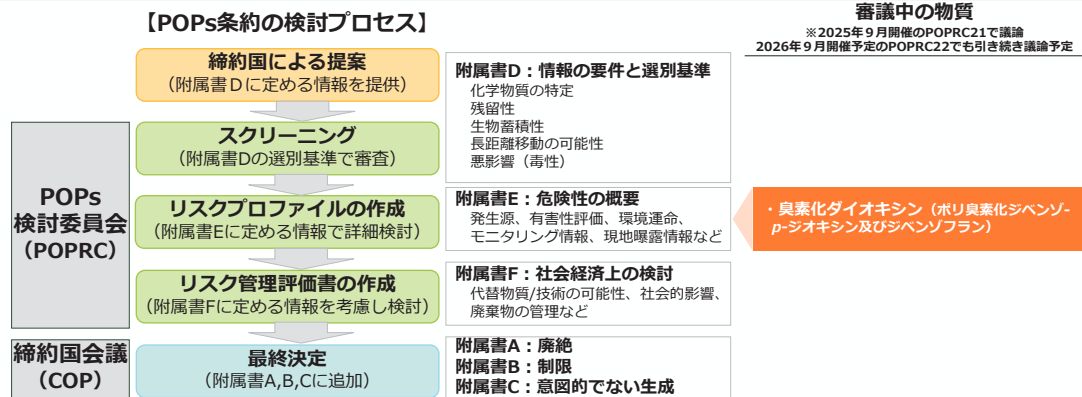 【POPs条約の検討プロセス】
審議中の物質
※2025年９月開催のPOPRC21で議論
2026年９月開催予定のPOPRC22でも引き続き議論予定
締約国による提案
（附属書Ｄに定める情報を提供）
附属書D：情報の要件と選別基準
化学物質の特定
残留性
生物蓄積性
長距離移動の可能性
悪影響（毒性）
POPs
検討委員会
（POPRC）
スクリーニング
（附属書Dの選別基準で審査）
リスクプロファイルの作成
（附属書Eに定める情報で詳細検討）
附属書E：危険性の概要
発生源、有害性評価、環境運命、
モニタリング情報、現地曝露情報など
・臭素化ダイオキシン（ポリ臭素化ジベンゾ-
p-ジオキシン及びジベンゾフラン）
リスク管理評価書の作成
（附属書Fに定める情報を考慮し検討）
附属書F：社会経済上の検討
代替物質/技術の可能性、社会的影響、
廃棄物の管理など
締約国会議
（COP）
最終決定
（附属書A,B,Cに追加）
附属書A：廃絶
附属書B：制限
附属書C：意図的でない生成